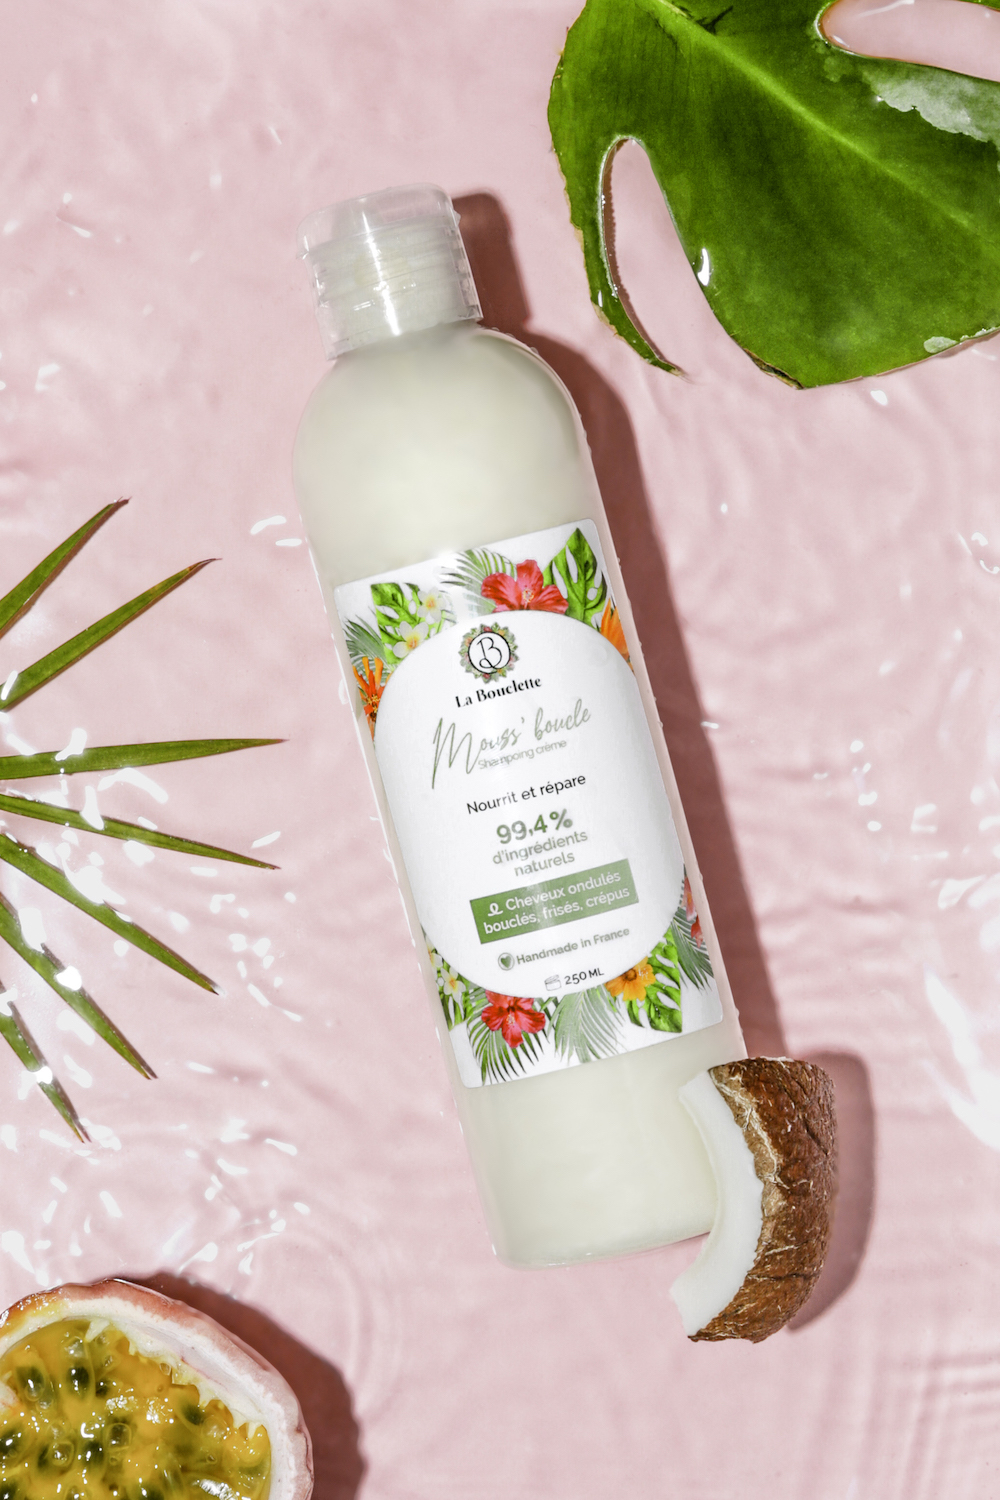 B
La Bouclette
Mouss' boucle
Shampoing crème
Nourrit et répare
99,4%
d'ingrédients
naturels
Cheveux ondulés
bouclés, frisés, crépus
Handmade in France
250 ML